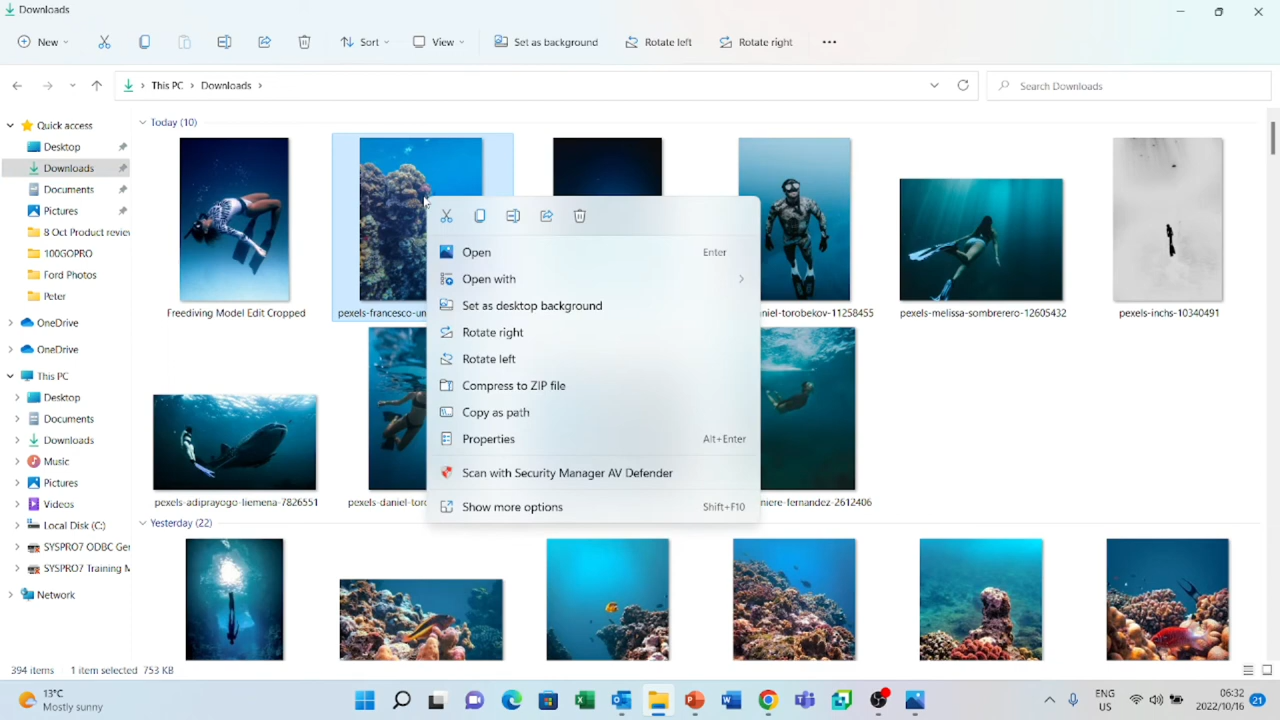 Downloads
New
Sort
View
Set as background
Rotate left
Rotate right
This PC
Downloads
Search Downloads
Quick access
Desktop
Downloads
Documents
Pictures
8 Oct Product review
100GOPRO
Ford Photos
Peter
OneDrive
OneDrive
This PC
Desktop
Documents
Downloads
Music
Pictures
Videos
Local Disk (C:)
SYSPRO7 ODBC Ger
SYSPRO7 Training M
Network
Today (10)
Freediving Model Edit Cropped
pexels-francesco-un
niel-torobekov-11258455
pexels-melissa-sombrerero-12605432
pexels-inchs-10340491
pexels-adiprayogo-liemena-7826551
pexels-daniel-torc
niere-fernandez-2612406
Yesterday (22)
Open Enter
Open with
Set as desktop background
Rotate right
Rotate left
Compress to ZIP file
Copy as path
Properties Alt+Enter
Scan with Security Manager AV Defender
Show more options Shift+F10
394 items 1 item selected 753 KB
13°C
Mostly sunny
ENG
US
06:32
2022/10/16
21